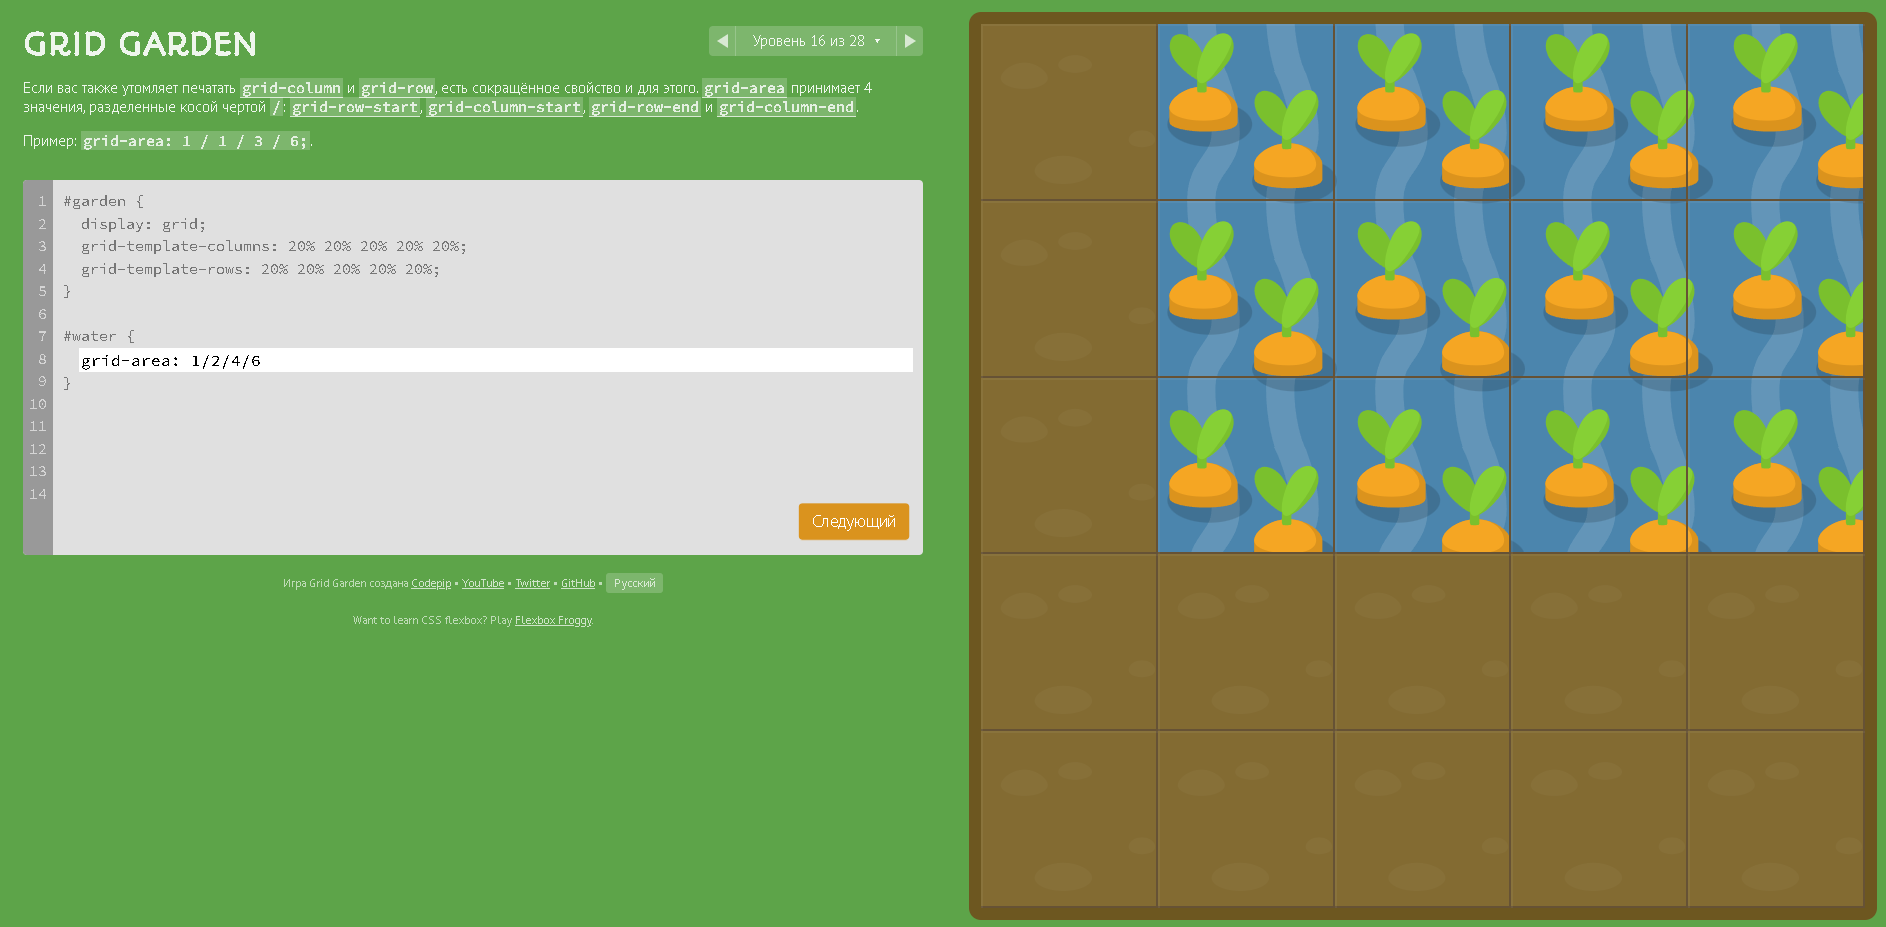 GRID GARDEN
Уровень 16 из 28
Если вас также утомляет печатать grid-column и grid-row, есть сокращённое свойство и для этого. grid-area принимает 4
значения, разделенные косой чертой /: grid-row-start, grid-column-start, grid-row-end и grid-column-end.
Пример: grid-area: 1 / 1 / 3 / 6;.
1 #garden {
2 display: grid;
3 grid-template-columns: 20% 20% 20% 20% 20%;
4 grid-template-rows: 20% 20% 20% 20% 20%;
5 }
6
7 #water {
8 grid-area: 1/2/4/6
9 }
10
11
12
13
14
Следующий
Игра Grid Garden создана Codepip • YouTube • Twitter • GitHub • Русский
Want to learn CSS flexbox? Play Flexbox Froggy.